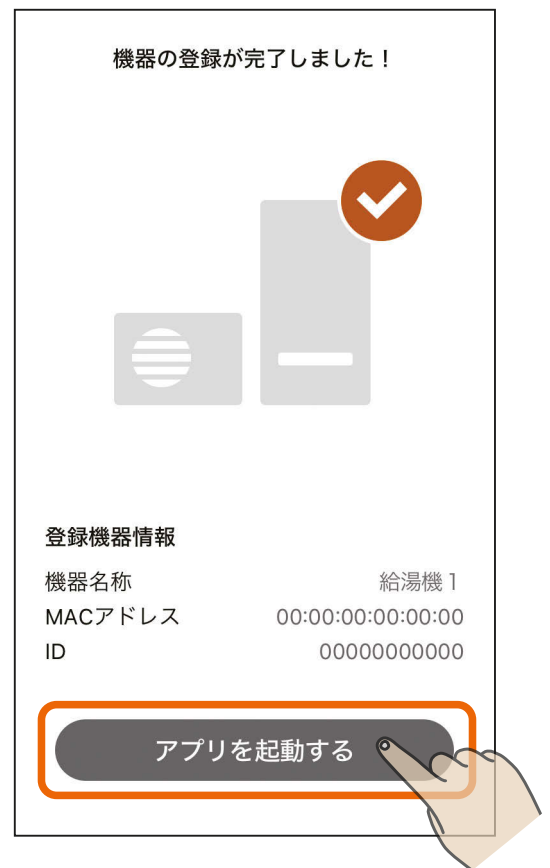 機器の登録が完了しました！
登録機器情報
機器名称 給湯機1
MACアドレス 00:00:00:00:00:00
ID 00000000000
アプリを起動する